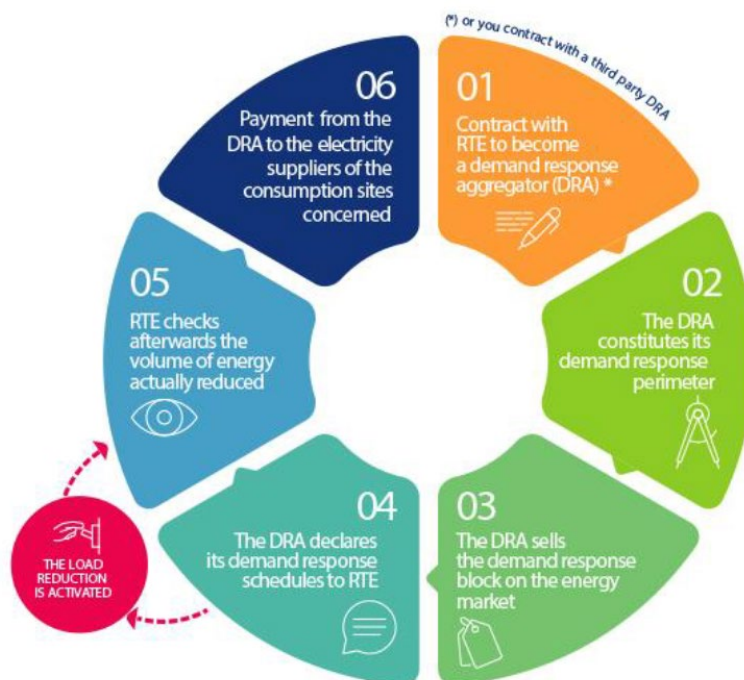 (*) or you contract with a third party DRA
01
Contract with
RTE to become
a demand response
aggregator (DRA) *
02
The DRA
constitutes its
demand response
perimeter
03
The DRA sells
the demand response
block on the energy
market
04
The DRA declares
its demand response
schedules to RTE
THE LOAD
REDUCTION
IS ACTIVATED
05
RTE checks
afterwards the
volume of energy
actually reduced
06
Payment from the
DRA to the electricity
suppliers of the
consumption sites
concerned